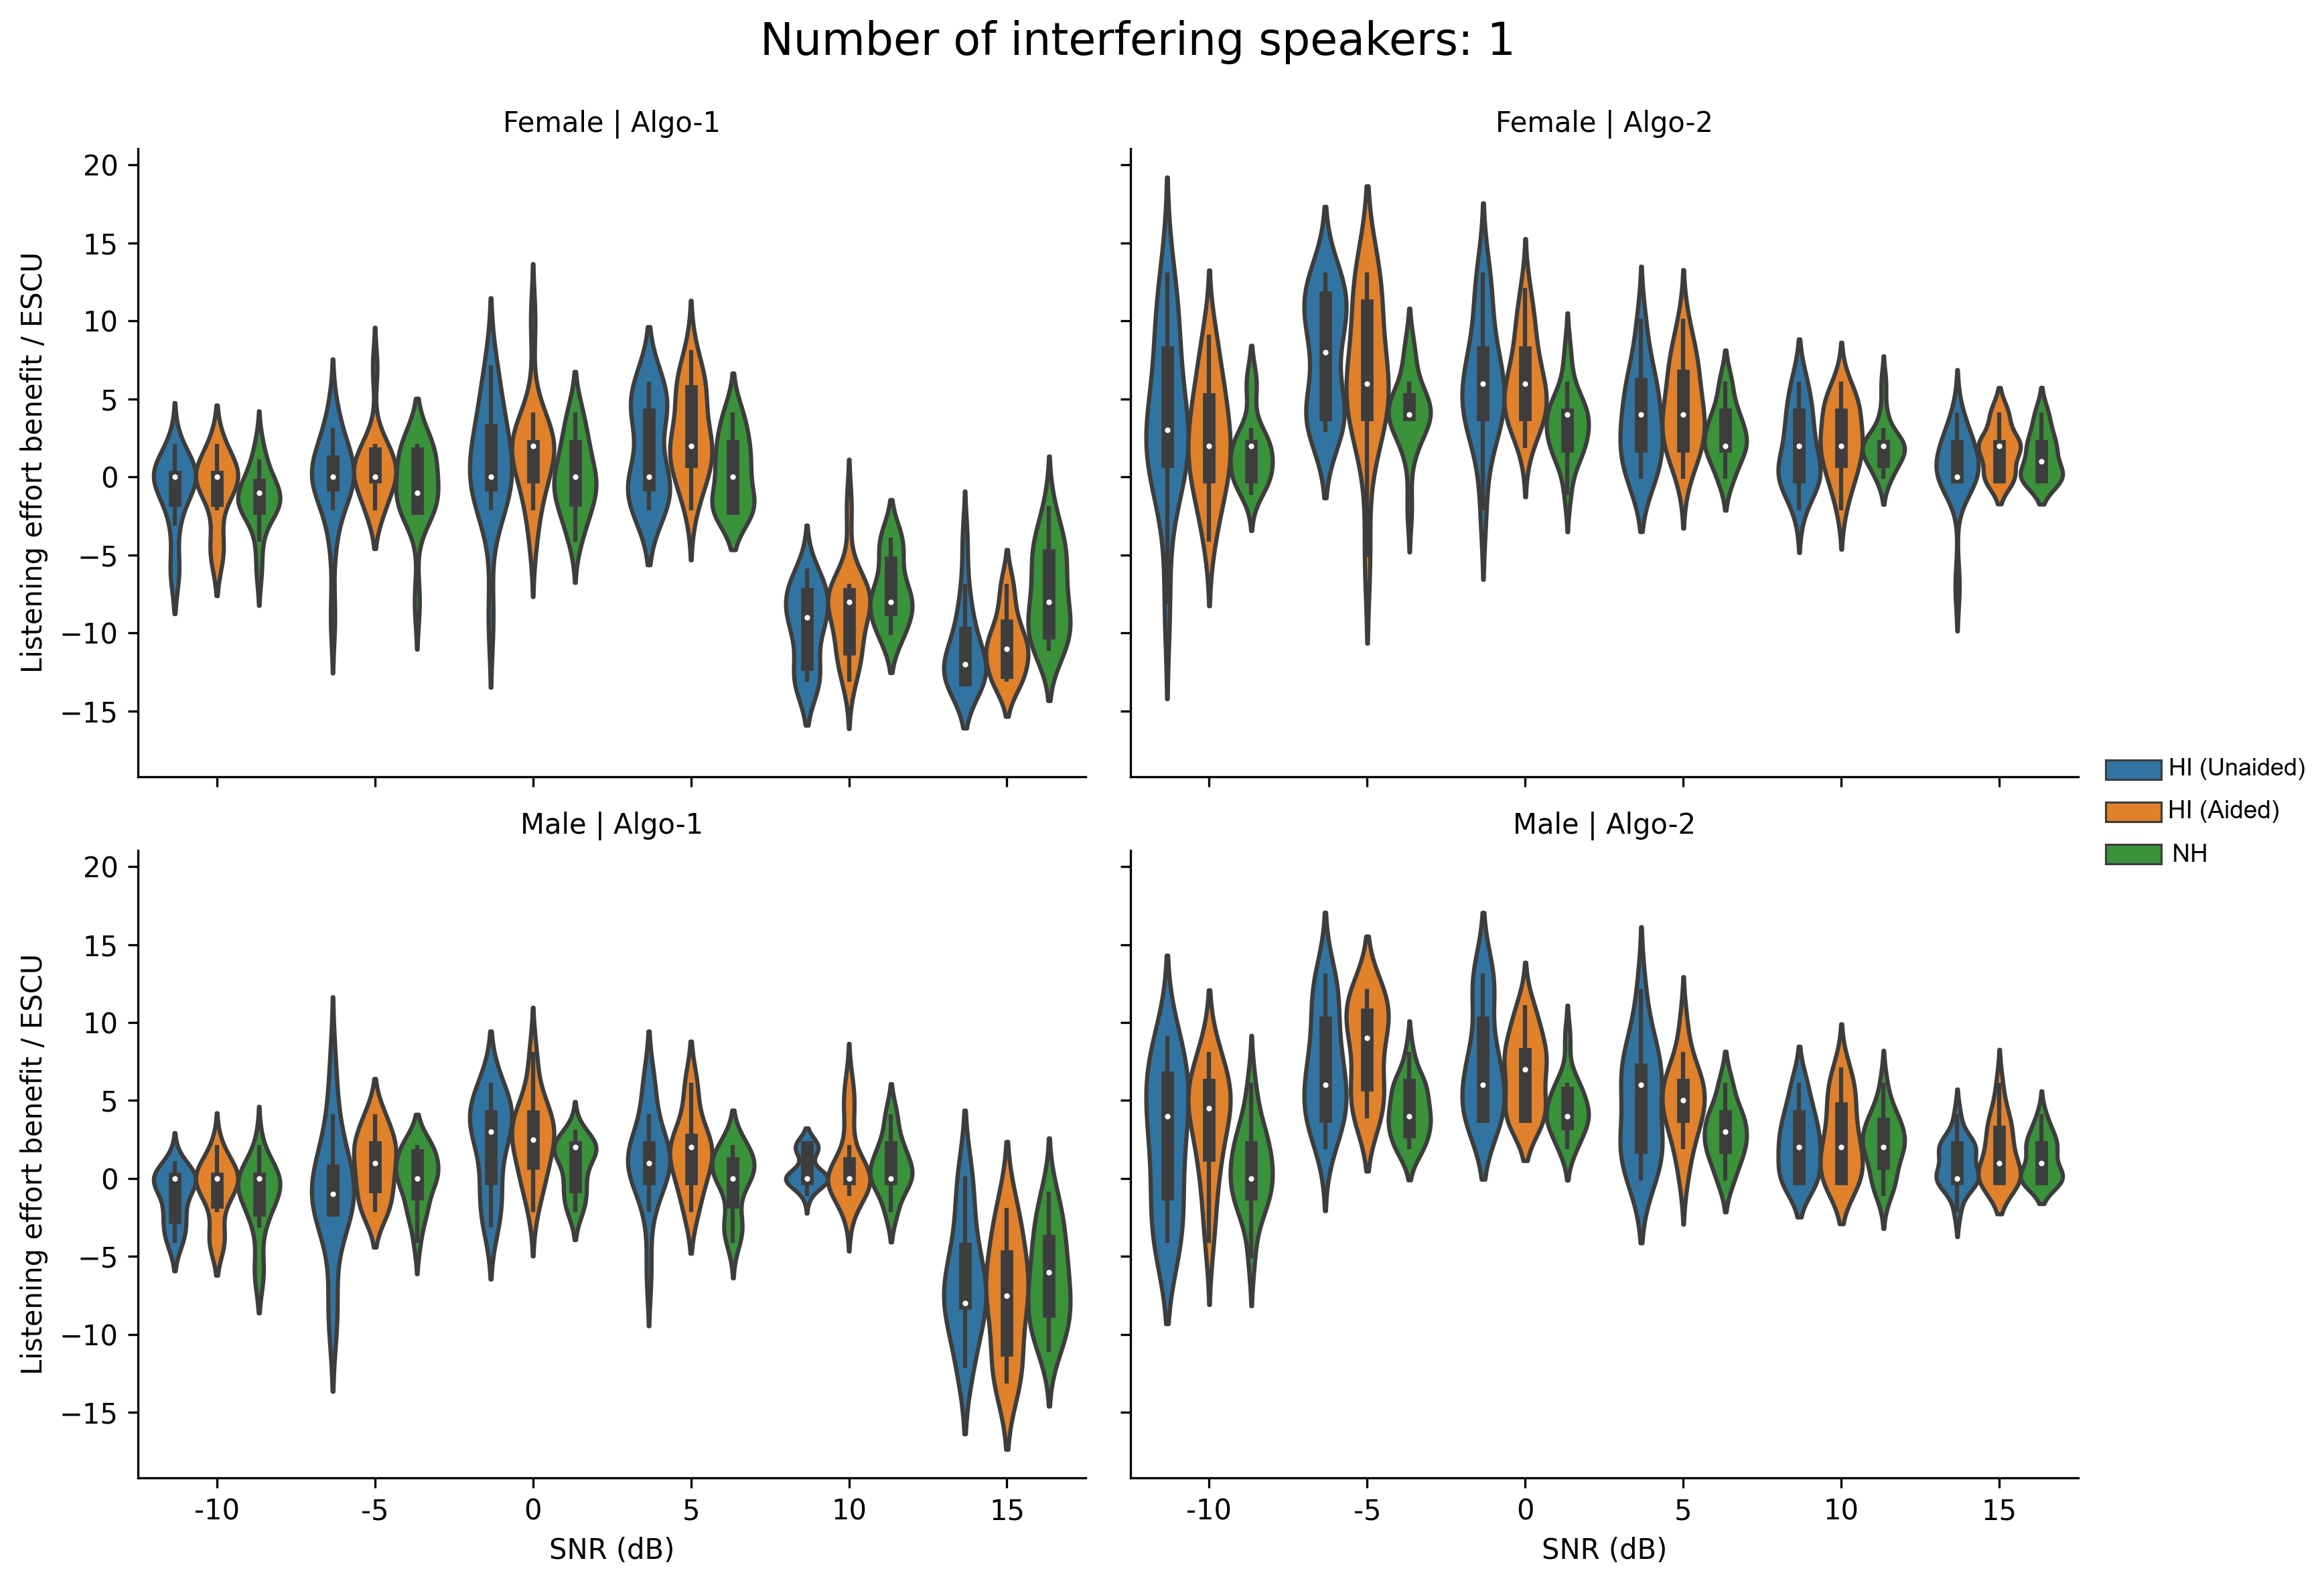 Number of interfering speakers: 1
Female | Algo-1
Female | Algo-2
20
15
10
5
0
−5
−10
−15
Listening effort benefit / ESCU
HI (Unaided)
HI (Aided)
NH
Male | Algo-1
Male | Algo-2
20
15
10
5
0
−5
−10
−15
Listening effort benefit / ESCU
-10 -5 0 5 10 15
-10 -5 0 5 10 15
SNR (dB)
SNR (dB)